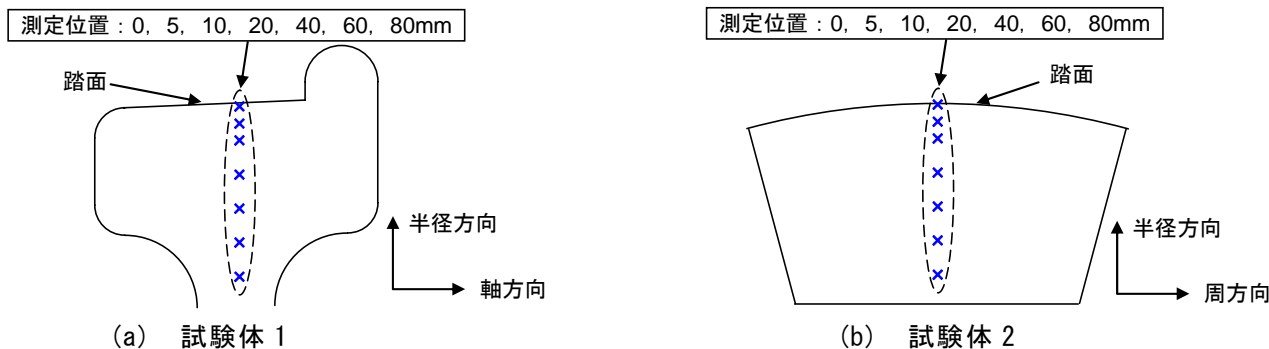 測定位置：0, 5, 10, 20, 40, 60, 80mm
踏面
半径方向
軸方向
(a) 試験体1
測定位置：0, 5, 10, 20, 40, 60, 80mm
踏面
半径方向
周方向
(b) 試験体2